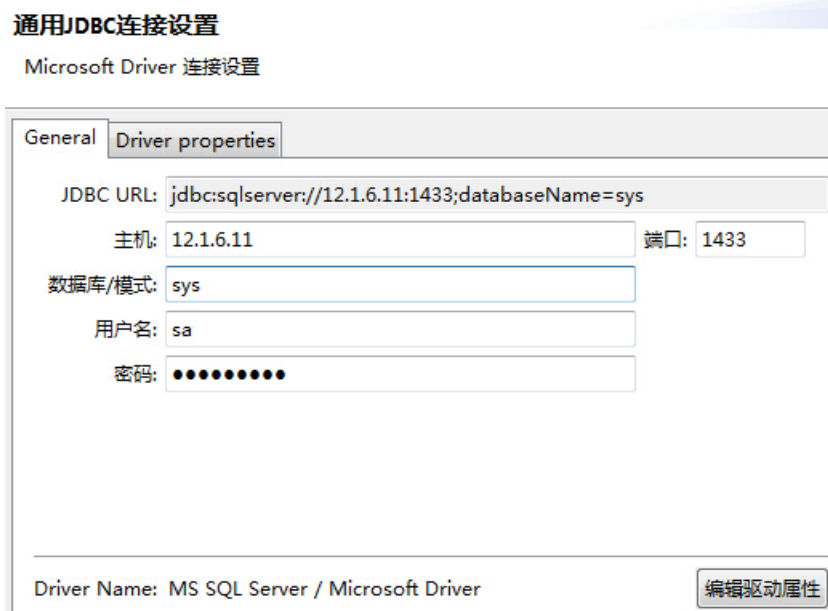 通用JDBC连接设置
Microsoft Driver 连接设置
General Driver properties
JDBC URL: jdbc:sqlserver://12.1.6.11:1433;databaseName=sys
主机: 12.1.6.11 端口: 1433
数据库/模式: sys
用户名: sa
密码: ●●●●●●●●●
Driver Name: MS SQL Server / Microsoft Driver 编辑驱动属性